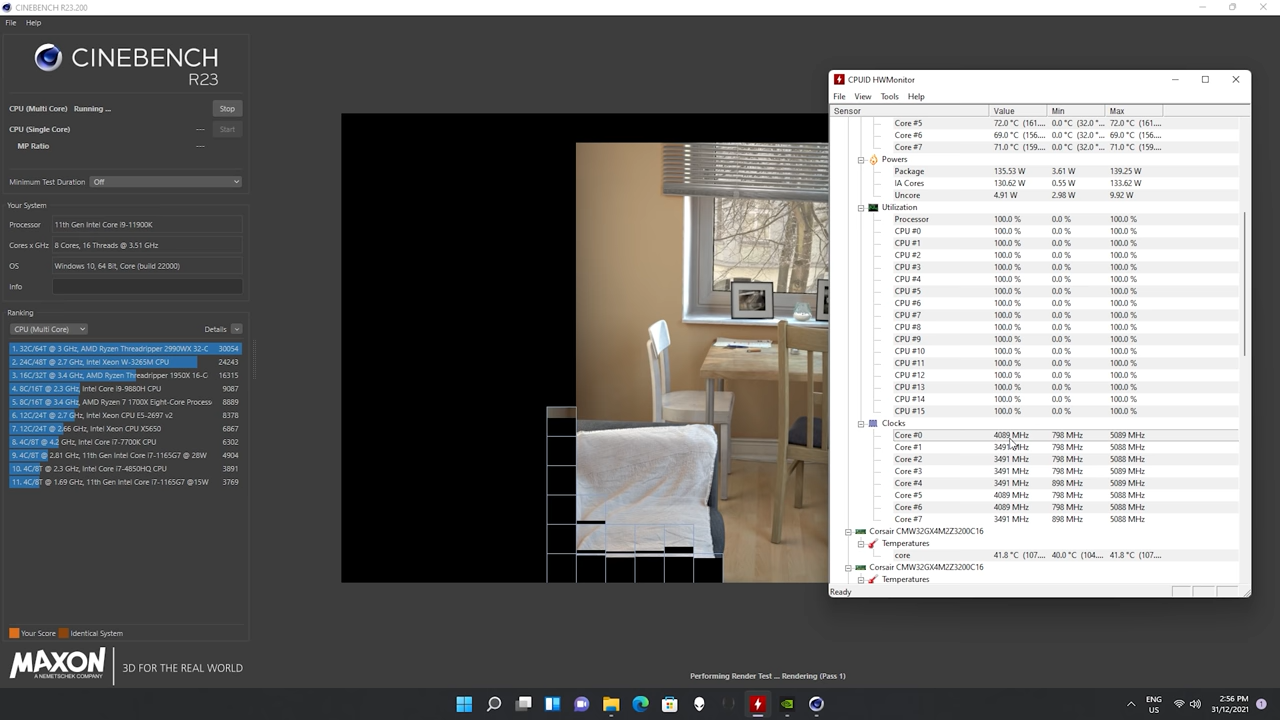 CINEBENCH R23.200
File Help
CINEBENCH
R23
CPU (Multi Core) Running ... Stop
CPU (Single Core) --- Start
MP Ratio ---
Minimum Test Duration Off
Your System
Processor 11th Gen Intel Core i9-11900K
Cores x GHz 8 Cores, 16 Threads @ 3.51 GHz
OS Windows 10, 64 Bit, Core (build 22000)
Info
Ranking
CPU (Multi Core) Details
1. 32C/64T @ 3 GHz, AMD Ryzen Threadripper 2990WX 32-C 30054
2. 24C/48T @ 2.7 GHz, Intel Xeon W-3265M CPU 24243
3. 16C/32T @ 3.4 GHz, AMD Ryzen Threadripper 1950X 16-C 16315
4. 8C/16T @ 2.3 GHz, Intel Core i9-9880H CPU 9087
5. 8C/16T @ 3.4 GHz, AMD Ryzen 7 1700X Eight-Core Process 8889
6. 12C/24T @ 2.7 GHz, Intel Xeon CPU E5-2697 v2 8378
7. 12C/24T @ 2.66 GHz, Intel Xeon CPU X5650 6867
8. 4C/8T @ 4.2 GHz, Intel Core i7-7700K CPU 6302
9. 4C/8T @ 2.81 GHz, 11th Gen Intel Core i7-1165G7 @ 28W 4904
10. 4C/8T @ 2.3 GHz, Intel Core i7-4850HQ CPU 3891
11. 4C/8T @ 1.69 GHz, 11th Gen Intel Core i7-1165G7 @15W 3769
Your Score Identical System
MAXON
A NEMETSCHEK COMPANY
3D FOR THE REAL WORLD
Performing Render Test ... Rendering (Pass 1)
CPUID HWMonitor
File View Tools Help
Sensor Value Min Max
Core #5 72.0 °C (161.... 0.0 °C (32.0 °... 72.0 °C (161....
Core #6 69.0 °C (156.... 0.0 °C (32.0 °... 69.0 °C (156....
Core #7 71.0 °C (159.... 0.0 °C (32.0 °... 71.0 °C (159....
Powers
Package 135.53 W 3.61 W 139.25 W
IA Cores 130.62 W 0.55 W 133.62 W
Uncore 4.91 W 2.98 W 9.92 W
Utilization
Processor 100.0 % 0.0 % 100.0 %
CPU #0 100.0 % 0.0 % 100.0 %
CPU #1 100.0 % 0.0 % 100.0 %
CPU #2 100.0 % 0.0 % 100.0 %
CPU #3 100.0 % 0.0 % 100.0 %
CPU #4 100.0 % 0.0 % 100.0 %
CPU #5 100.0 % 0.0 % 100.0 %
CPU #6 100.0 % 0.0 % 100.0 %
CPU #7 100.0 % 0.0 % 100.0 %
CPU #8 100.0 % 0.0 % 100.0 %
CPU #9 100.0 % 0.0 % 100.0 %
CPU #10 100.0 % 0.0 % 100.0 %
CPU #11 100.0 % 0.0 % 100.0 %
CPU #12 100.0 % 0.0 % 100.0 %
CPU #13 100.0 % 0.0 % 100.0 %
CPU #14 100.0 % 0.0 % 100.0 %
CPU #15 100.0 % 0.0 % 100.0 %
Clocks
Core #0 4089 MHz 798 MHz 5089 MHz
Core #1 3491 MHz 798 MHz 5088 MHz
Core #2 3491 MHz 798 MHz 5088 MHz
Core #3 3491 MHz 798 MHz 5089 MHz
Core #4 3491 MHz 898 MHz 5089 MHz
Core #5 4089 MHz 798 MHz 5088 MHz
Core #6 4089 MHz 798 MHz 5088 MHz
Core #7 3491 MHz 898 MHz 5088 MHz
Corsair CMW32GX4M2Z3200C16
Temperatures
core 41.8 °C (107.... 40.0 °C (104.... 41.8 °C (107....
Corsair CMW32GX4M2Z3200C16
Temperatures
Ready
ENG
US
2:56 PM
31/12/2021
1